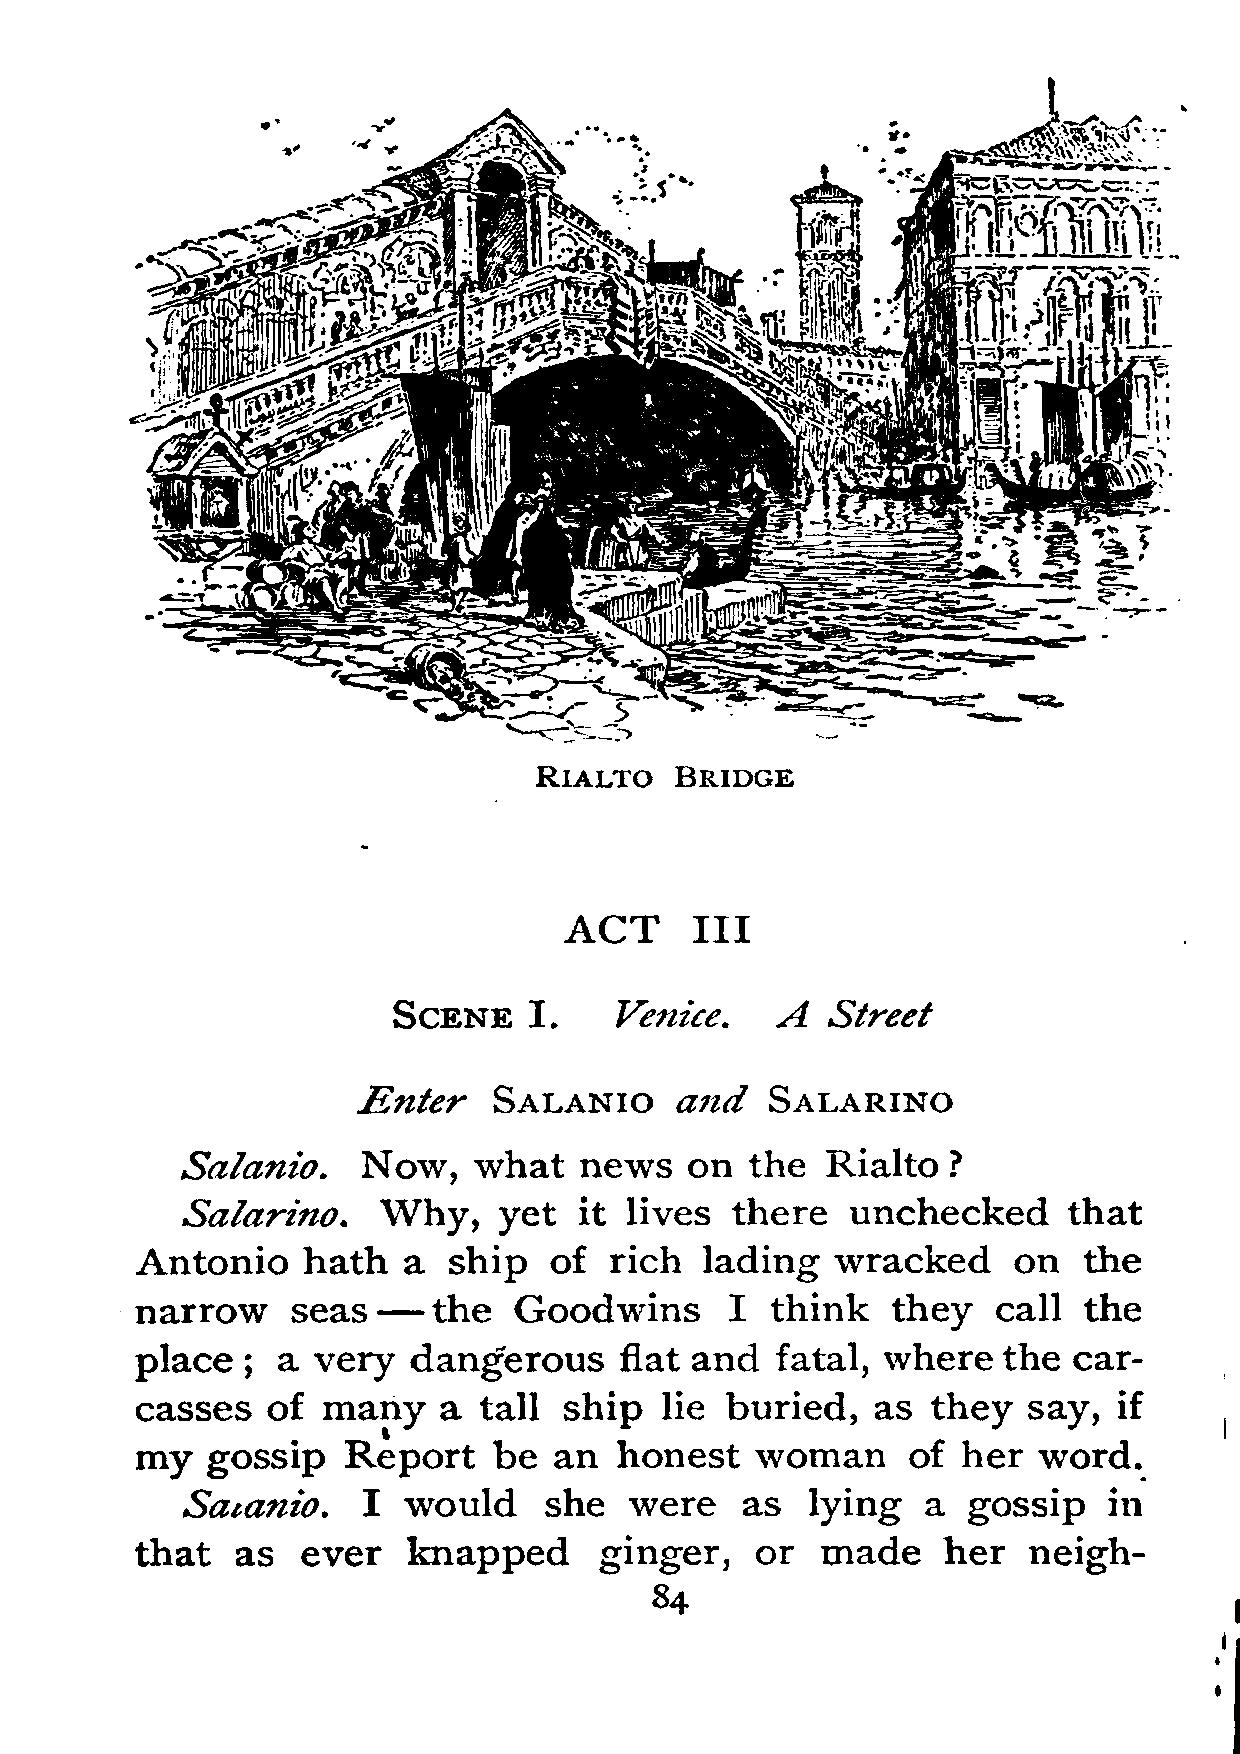 RIALTO BRIDGE
ACT III
SCENE I. Venice. A Street
Enter SALANIO and SALARINO
Salanio. Now, what news on the Rialto?
Salarino. Why, yet it lives there unchecked that
Antonio hath a ship of rich lading wracked on the
narrow seas — the Goodwins I think they call the
place; a very dangerous flat and fatal, where the car-
casses of many a tall ship lie buried, as they say, if
my gossip Report be an honest woman of her word.
Salanio. I would she were as lying a gossip in
that as ever knapped ginger, or made her neigh-
84